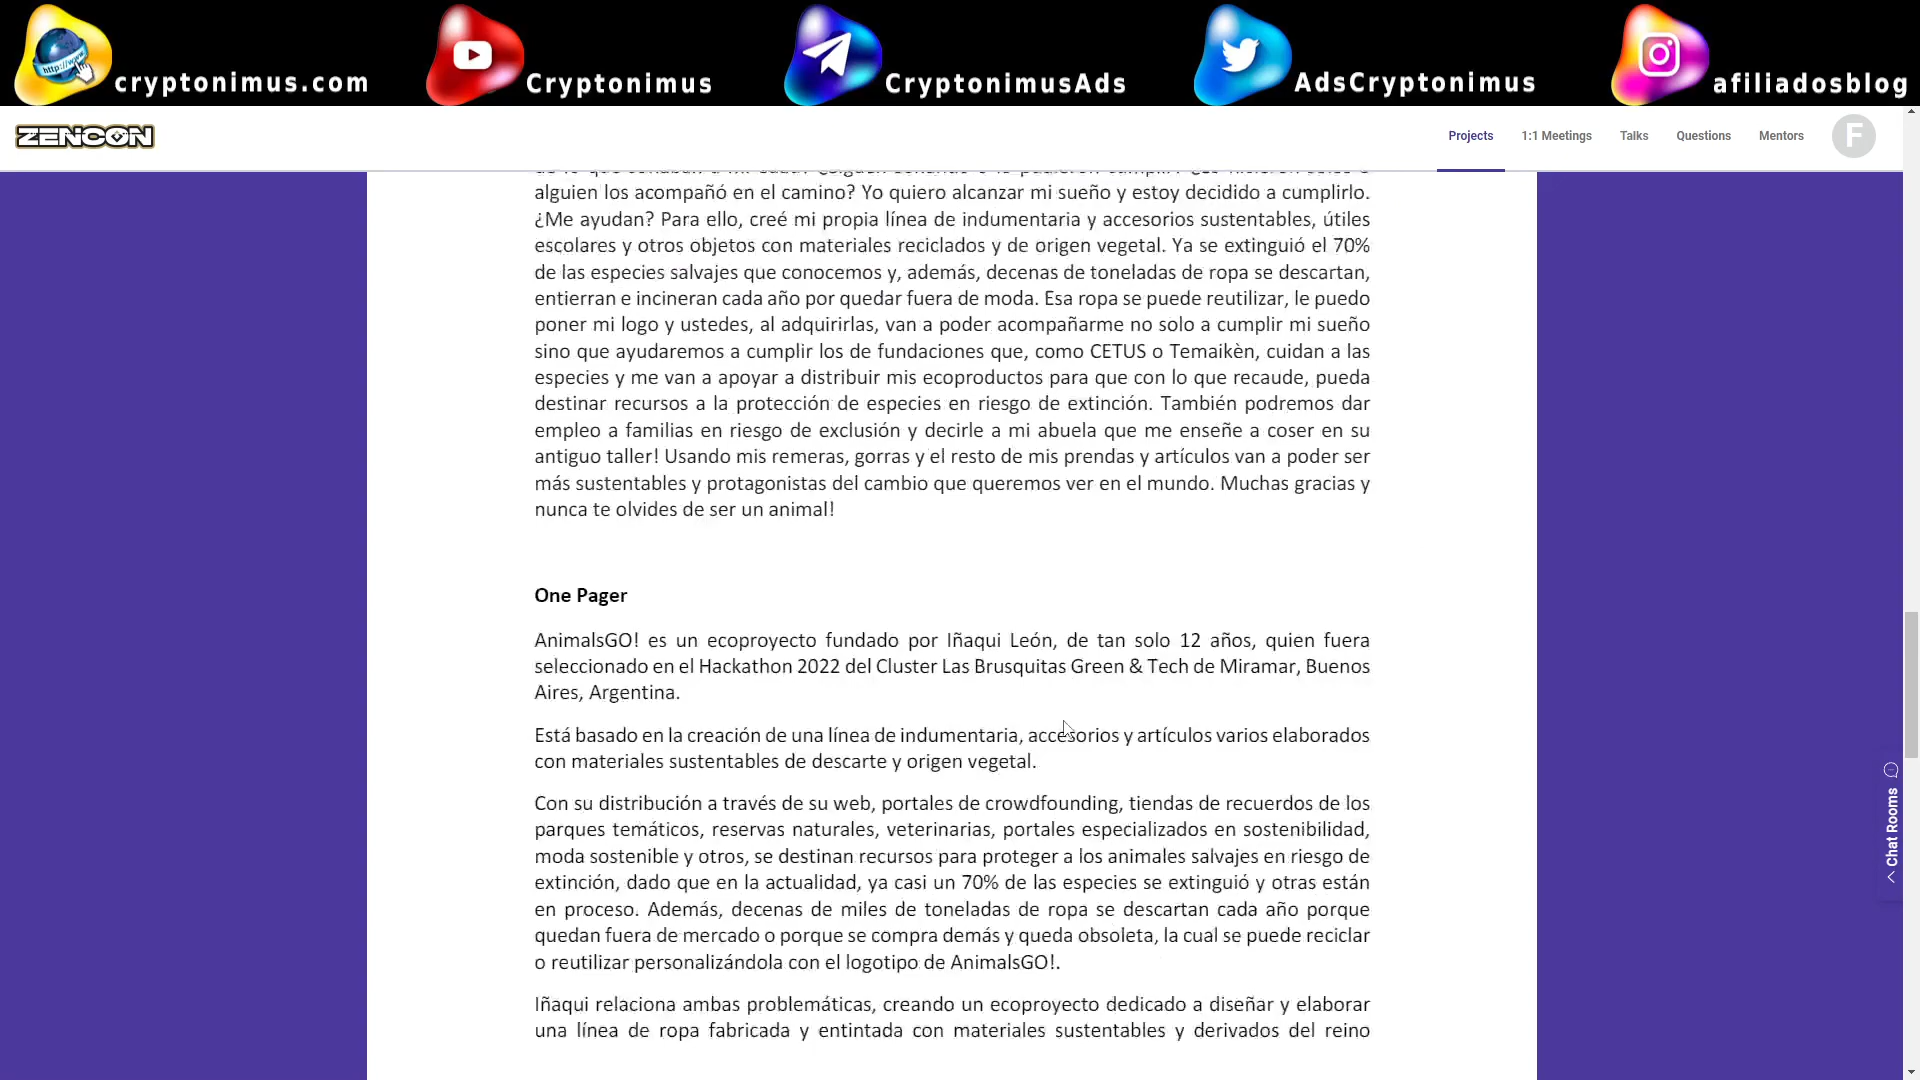 cryptonimus.com
Cryptonimus
CryptonimusAds
AdsCryptonimus
afiliadosblog
ZENCON
Projects
1:1 Meetings
Talks
Questions
Mentors
F
alguien los acompañó en el camino? Yo quiero alcanzar mi sueño y estoy decidido a cumplirlo.
¿Me ayudan? Para ello, creé mi propia línea de indumentaria y accesorios sustentables, útiles
escolares y otros objetos con materiales reciclados y de origen vegetal. Ya se extinguió el 70%
de las especies salvajes que conocemos y, además, decenas de toneladas de ropa se descartan,
entierran e incineran cada año por quedar fuera de moda. Esa ropa se puede reutilizar, le puedo
poner mi logo y ustedes, al adquirirlas, van a poder acompañarme no solo a cumplir mi sueño
sino que ayudaremos a cumplir los de fundaciones que, como CETUS o Temaikèn, cuidan a las
especies y me van a apoyar a distribuir mis ecoproductos para que con lo que recaude, pueda
destinar recursos a la protección de especies en riesgo de extinción. También podremos dar
empleo a familias en riesgo de exclusión y decirle a mi abuela que me enseñe a coser en su
antiguo taller! Usando mis remeras, gorras y el resto de mis prendas y artículos van a poder ser
más sustentables y protagonistas del cambio que queremos ver en el mundo. Muchas gracias y
nunca te olvides de ser un animal!
One Pager
AnimalsGO! es un ecoproyecto fundado por Iñaqui León, de tan solo 12 años, quien fuera
seleccionado en el Hackathon 2022 del Cluster Las Brusquitas Green & Tech de Miramar, Buenos
Aires, Argentina.
Está basado en la creación de una línea de indumentaria, accesorios y artículos varios elaborados
con materiales sustentables de descarte y origen vegetal.
Con su distribución a través de su web, portales de crowdfounding, tiendas de recuerdos de los
parques temáticos, reservas naturales, veterinarias, portales especializados en sostenibilidad,
moda sostenible y otros, se destinan recursos para proteger a los animales salvajes en riesgo de
extinción, dado que en la actualidad, ya casi un 70% de las especies se extinguió y otras están
en proceso. Además, decenas de miles de toneladas de ropa se descartan cada año porque
quedan fuera de mercado o porque se compra demás y queda obsoleta, la cual se puede reciclar
o reutilizar personalizándola con el logotipo de AnimalsGO!.
Iñaqui relaciona ambas problemáticas, creando un ecoproyecto dedicado a diseñar y elaborar
una línea de ropa fabricada y entintada con materiales sustentables y derivados del reino
Chat Rooms